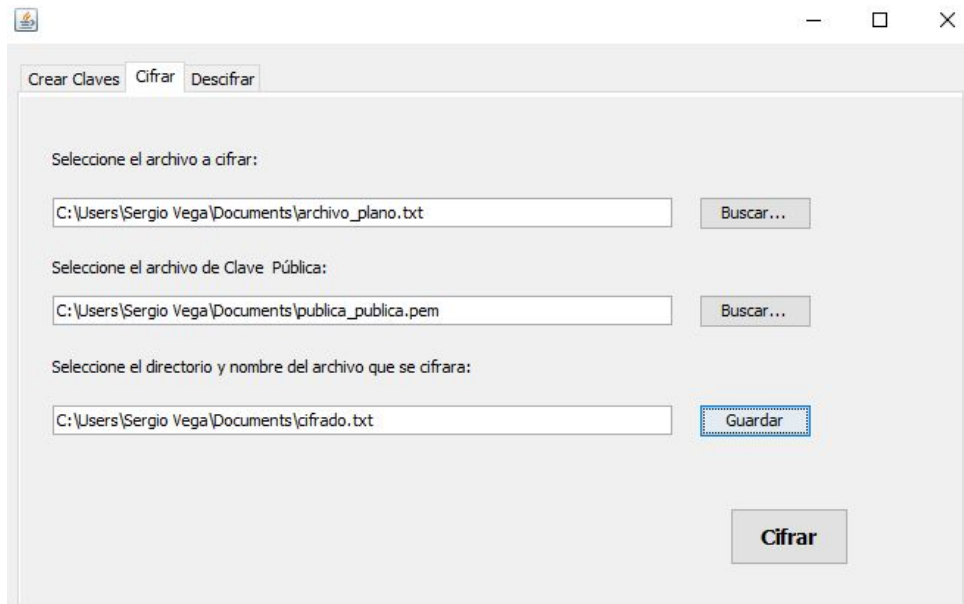 Crear Claves Cifrar Descifrar
Seleccione el archivo a cifrar:
C:\Users\Sergio Vega\Documents\archivo_plano.txt Buscar...
Seleccione el archivo de Clave Pública:
C:\Users\Sergio Vega\Documents\publica_publica.pem Buscar...
Seleccione el directorio y nombre del archivo que se cifrara:
C:\Users\Sergio Vega\Documents\cifrado.txt Guardar
Cifrar